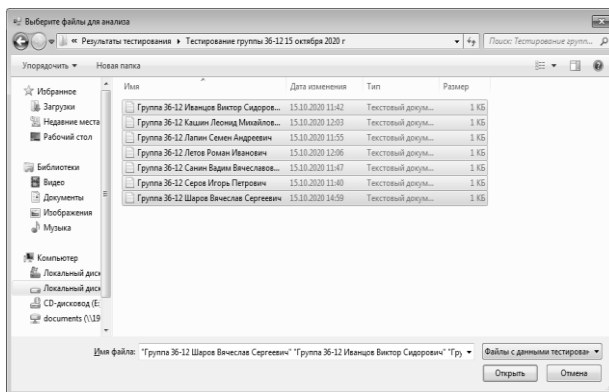 Выберите файлы для анализа
« Результаты тестирования ▸ Тестирование группы 36-12 15 октября 2020 г
Поиск: Тестирование групп...
Упорядочить ▾ Новая папка
Имя Дата изменения Тип Размер
Избранное
Загрузки
Недавние места
Рабочий стол
Библиотеки
Видео
Документы
Изображения
Музыка
Компьютер
Локальный диск
Локальный диск
CD-дисковод (E:
documents (\\19
Группа 36-12 Иванцов Виктор Сидоров... 15.10.2020 11:42 Текстовый докум... 1 КБ
Группа 36-12 Кашин Леонид Михайлов... 15.10.2020 12:03 Текстовый докум... 1 КБ
Группа 36-12 Лапин Семен Андреевич 15.10.2020 11:55 Текстовый докум... 1 КБ
Группа 36-12 Летов Роман Иванович 15.10.2020 12:06 Текстовый докум... 1 КБ
Группа 36-12 Санин Вадим Вячеславов... 15.10.2020 11:47 Текстовый докум... 1 КБ
Группа 36-12 Серов Игорь Петрович 15.10.2020 11:40 Текстовый докум... 1 КБ
Группа 36-12 Шаров Вячеслав Сергеевич 15.10.2020 14:59 Текстовый докум... 1 КБ
Имя файла: "Группа 36-12 Шаров Вячеслав Сергеевич" "Группа 36-12 Иванцов Виктор Сидорович" "Гру
Файлы с данными тестирован
Открыть Отмена